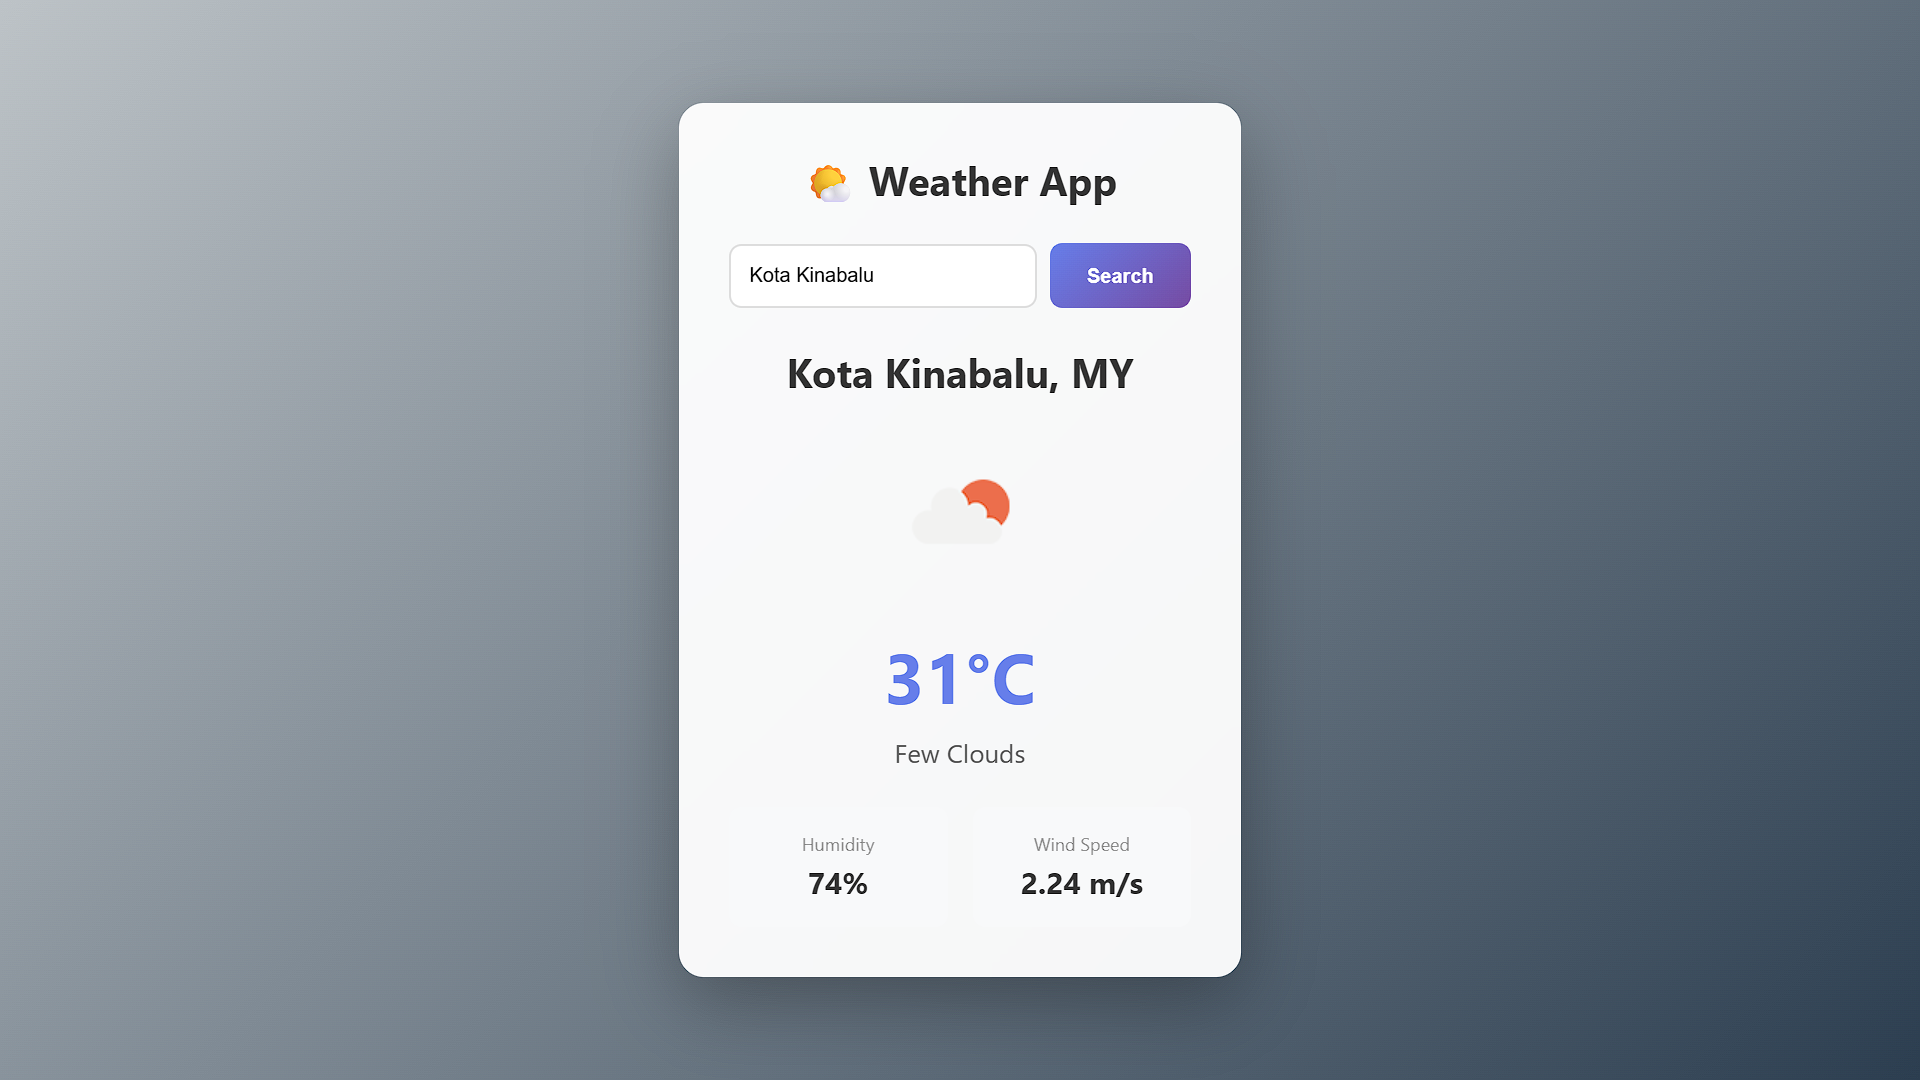 Weather App
Kota Kinabalu
Search
Kota Kinabalu, MY
31°C
Few Clouds
Humidity
74%
Wind Speed
2.24 m/s